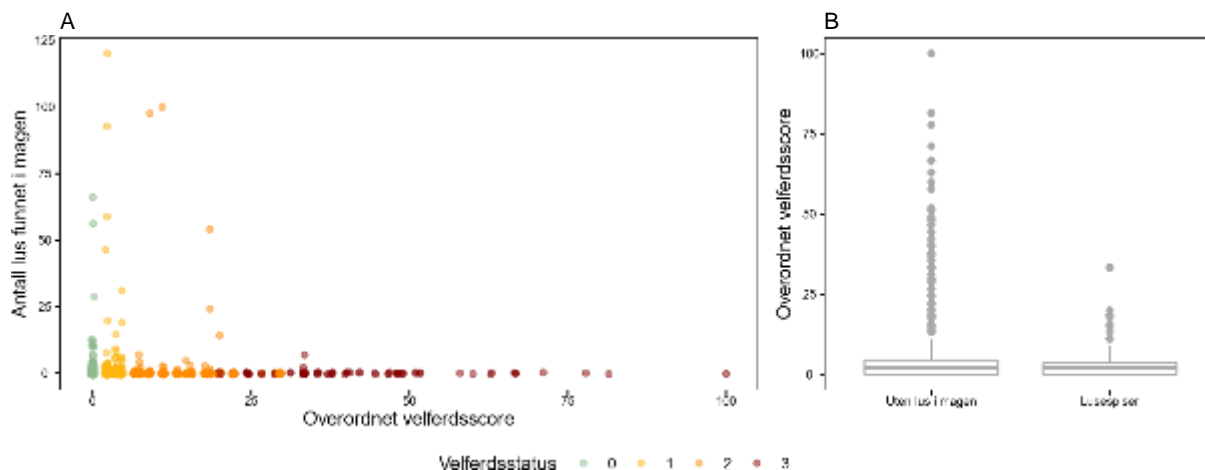 A
Antall lus funnet i magen
125
100
75
50
25
0
0 25 50 75 100
Overordnet velferdsscore
B
Overordnet velferdsscore
100
75
50
25
0
Uten lus i magen Lusespiser
Velferdsstatus 0 1 2 3